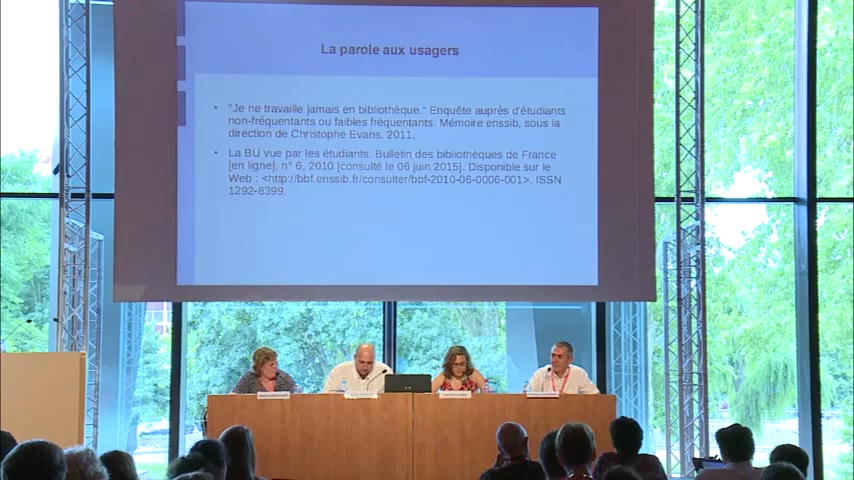 La parole aux usagers
• "Je ne travaille jamais en bibliothèque." Enquête auprès d'étudiants
non-fréquentants ou faibles fréquentants. Mémoire enssib, sous la
direction de Christophe Evans. 2011.
• La BU vue par les étudiants. Bulletin des bibliothèques de France
[en ligne], n° 6, 2010 [consulté le 06 juin 2015]. Disponible sur le
Web : <http://bbf.enssib.fr/consulter/bbf-2010-06-0006-001>. ISSN
1292-8399.